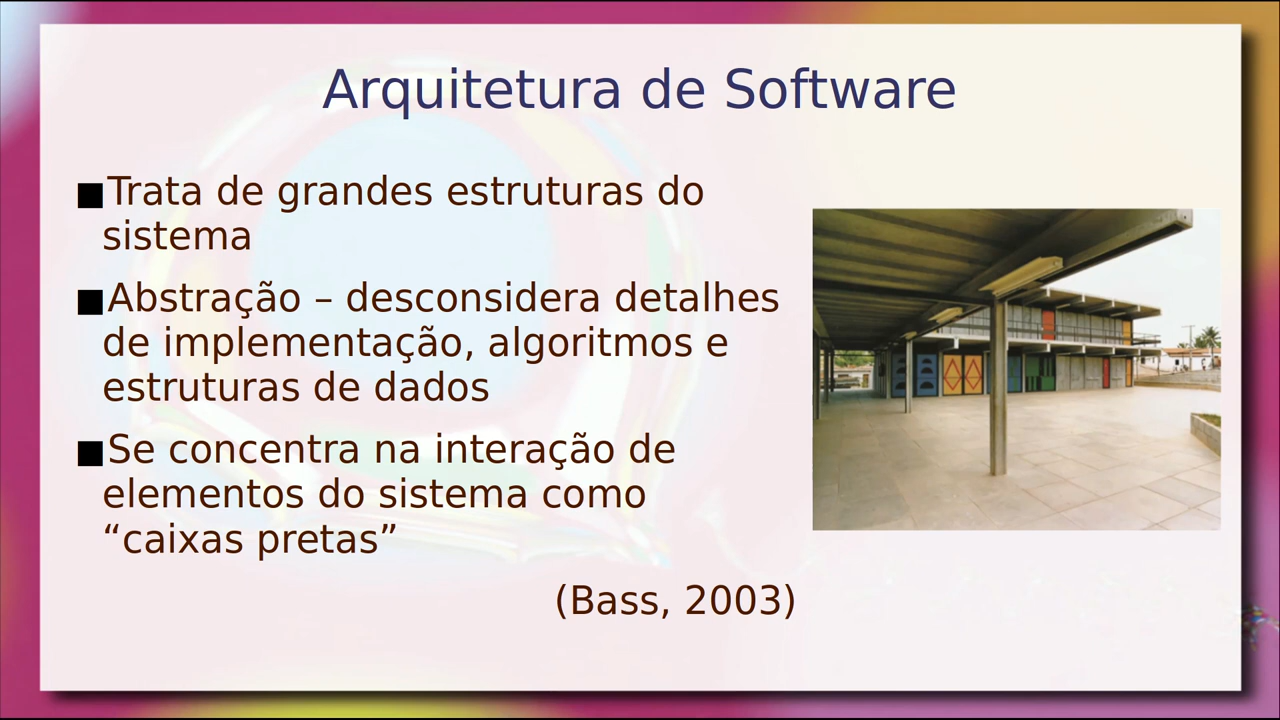 Arquitetura de Software
■Trata de grandes estruturas do
sistema
■Abstração – desconsidera detalhes
de implementação, algoritmos e
estruturas de dados
■Se concentra na interação de
elementos do sistema como
“caixas pretas”
(Bass, 2003)